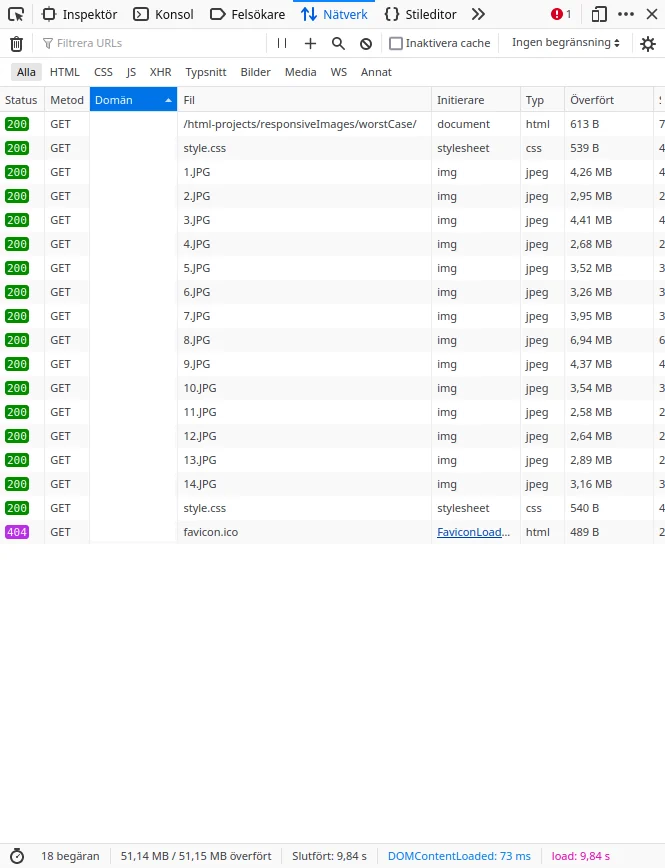 Inspektör Konsol Felsökare Nätverk Stileditor 1
Filtrera URLs Inaktivera cache Ingen begränsning
Alla HTML CSS JS XHR Typsnitt Bilder Media WS Annat
Status Metod Domän Fil Initierare Typ Överfört
200 GET /html-projects/responsiveImages/worstCase/ document html 613 B 7
200 GET style.css stylesheet css 539 B 4
200 GET 1.JPG img jpeg 4,26 MB 4
200 GET 2.JPG img jpeg 2,95 MB 2
200 GET 3.JPG img jpeg 4,41 MB 4
200 GET 4.JPG img jpeg 2,68 MB 2
200 GET 5.JPG img jpeg 3,52 MB 3
200 GET 6.JPG img jpeg 3,26 MB 3
200 GET 7.JPG img jpeg 3,95 MB 3
200 GET 8.JPG img jpeg 6,94 MB 6
200 GET 9.JPG img jpeg 4,37 MB 4
200 GET 10.JPG img jpeg 3,54 MB 3
200 GET 11.JPG img jpeg 2,58 MB 2
200 GET 12.JPG img jpeg 2,64 MB 2
200 GET 13.JPG img jpeg 2,89 MB 2
200 GET 14.JPG img jpeg 3,16 MB 3
200 GET style.css stylesheet css 540 B 4
404 GET favicon.ico FaviconLoad... html 489 B 2
18 begäran 51,14 MB / 51,15 MB överfört Slutfört: 9,84 s DOMContentLoaded: 73 ms load: 9,84 s